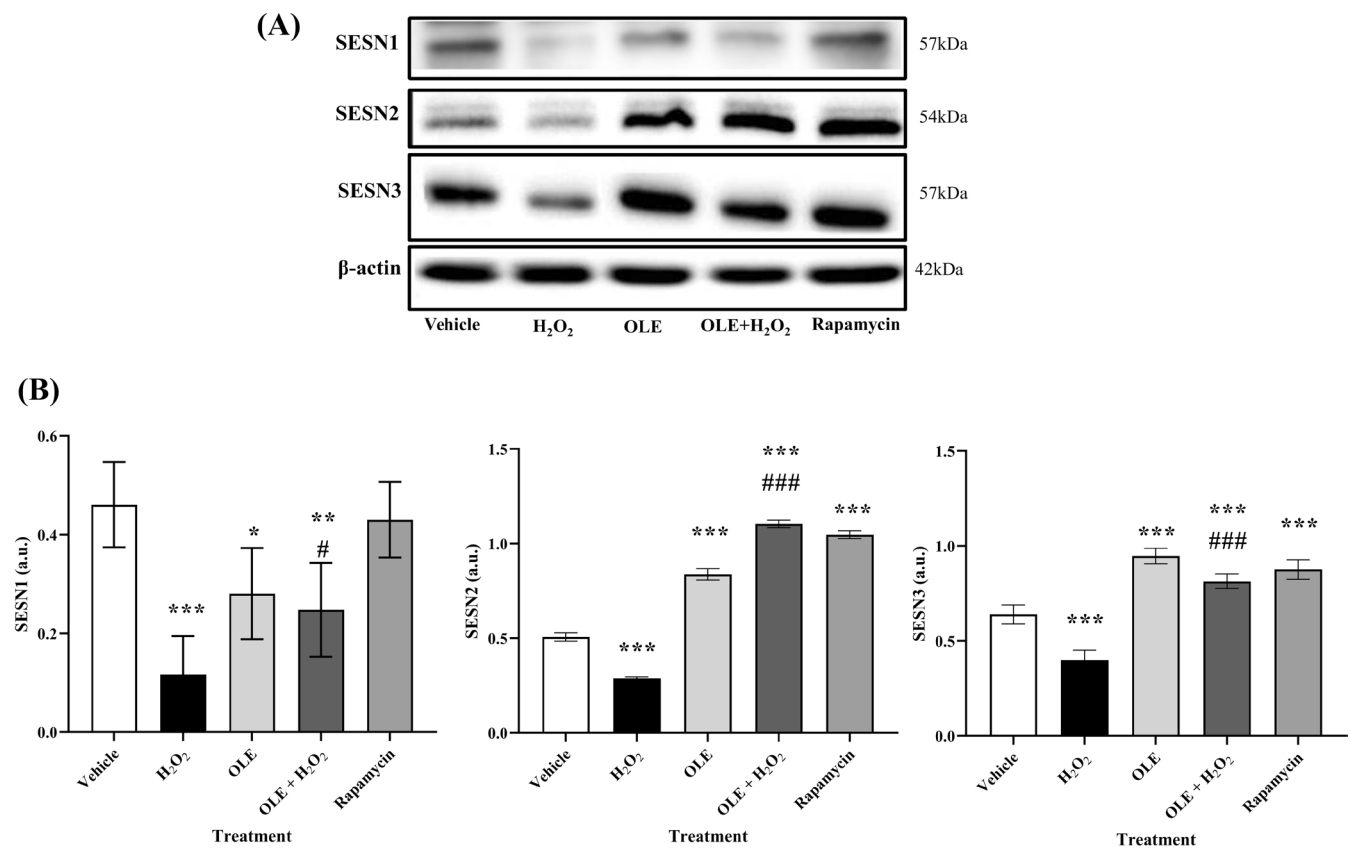 (A)
SESN1 57kDa
SESN2 54kDa
SESN3 57kDa
β-actin 42kDa
Vehicle H₂O₂ OLE OLE+H₂O₂ Rapamycin
(B)
SESN1 (a.u.)
0.6
0.4
0.2
0.0
***
*
**
#
Vehicle
H₂O₂
OLE
OLE + H₂O₂
Rapamycin
Treatment
SESN2 (a.u.)
1.5
1.0
0.5
0.0
***
***
***
###
***
Vehicle
H₂O₂
OLE
OLE + H₂O₂
Rapamycin
Treatment
SESN3 (a.u.)
1.5
1.0
0.5
0.0
***
***
***
###
***
Vehicle
H₂O₂
OLE
OLE + H₂O₂
Rapamycin
Treatment